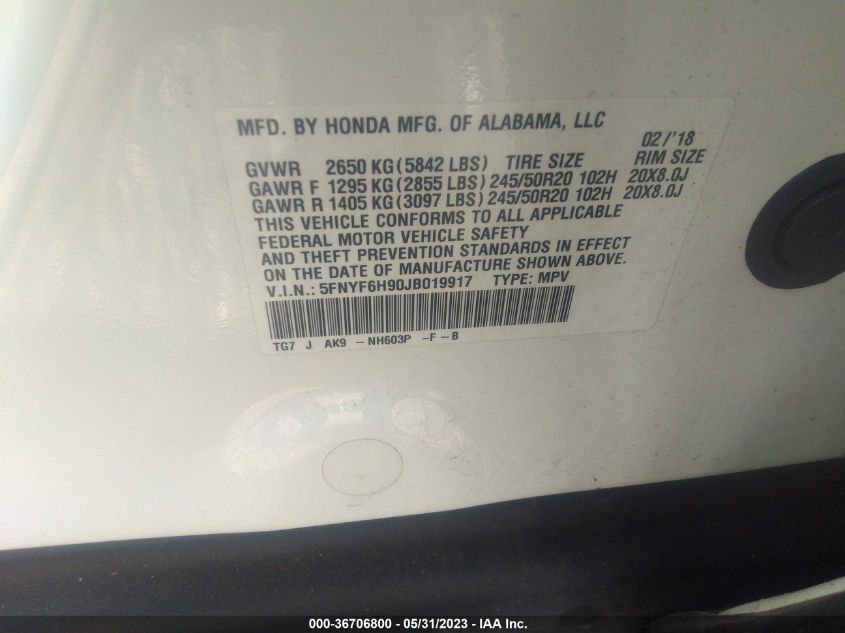 MFD. BY HONDA MFG. OF ALABAMA, LLC 02/'18
GVWR 2650 KG(5842 LBS) TIRE SIZE RIM SIZE
GAWR F 1295 KG(2855 LBS) 245/50R20 102H 20X8.0J
GAWR R 1405 KG(3097 LBS) 245/50R20 102H 20X8.0J
THIS VEHICLE CONFORMS TO ALL APPLICABLE
FEDERAL MOTOR VEHICLE SAFETY
AND THEFT PREVENTION STANDARDS IN EFFECT
ON THE DATE OF MANUFACTURE SHOWN ABOVE.
V.I.N.: 5FNYF6H90JB019917 TYPE: MPV
TG7 J AK9 -NH603P -F-B
000-36706800 - 05/31/2023 - IAA Inc.